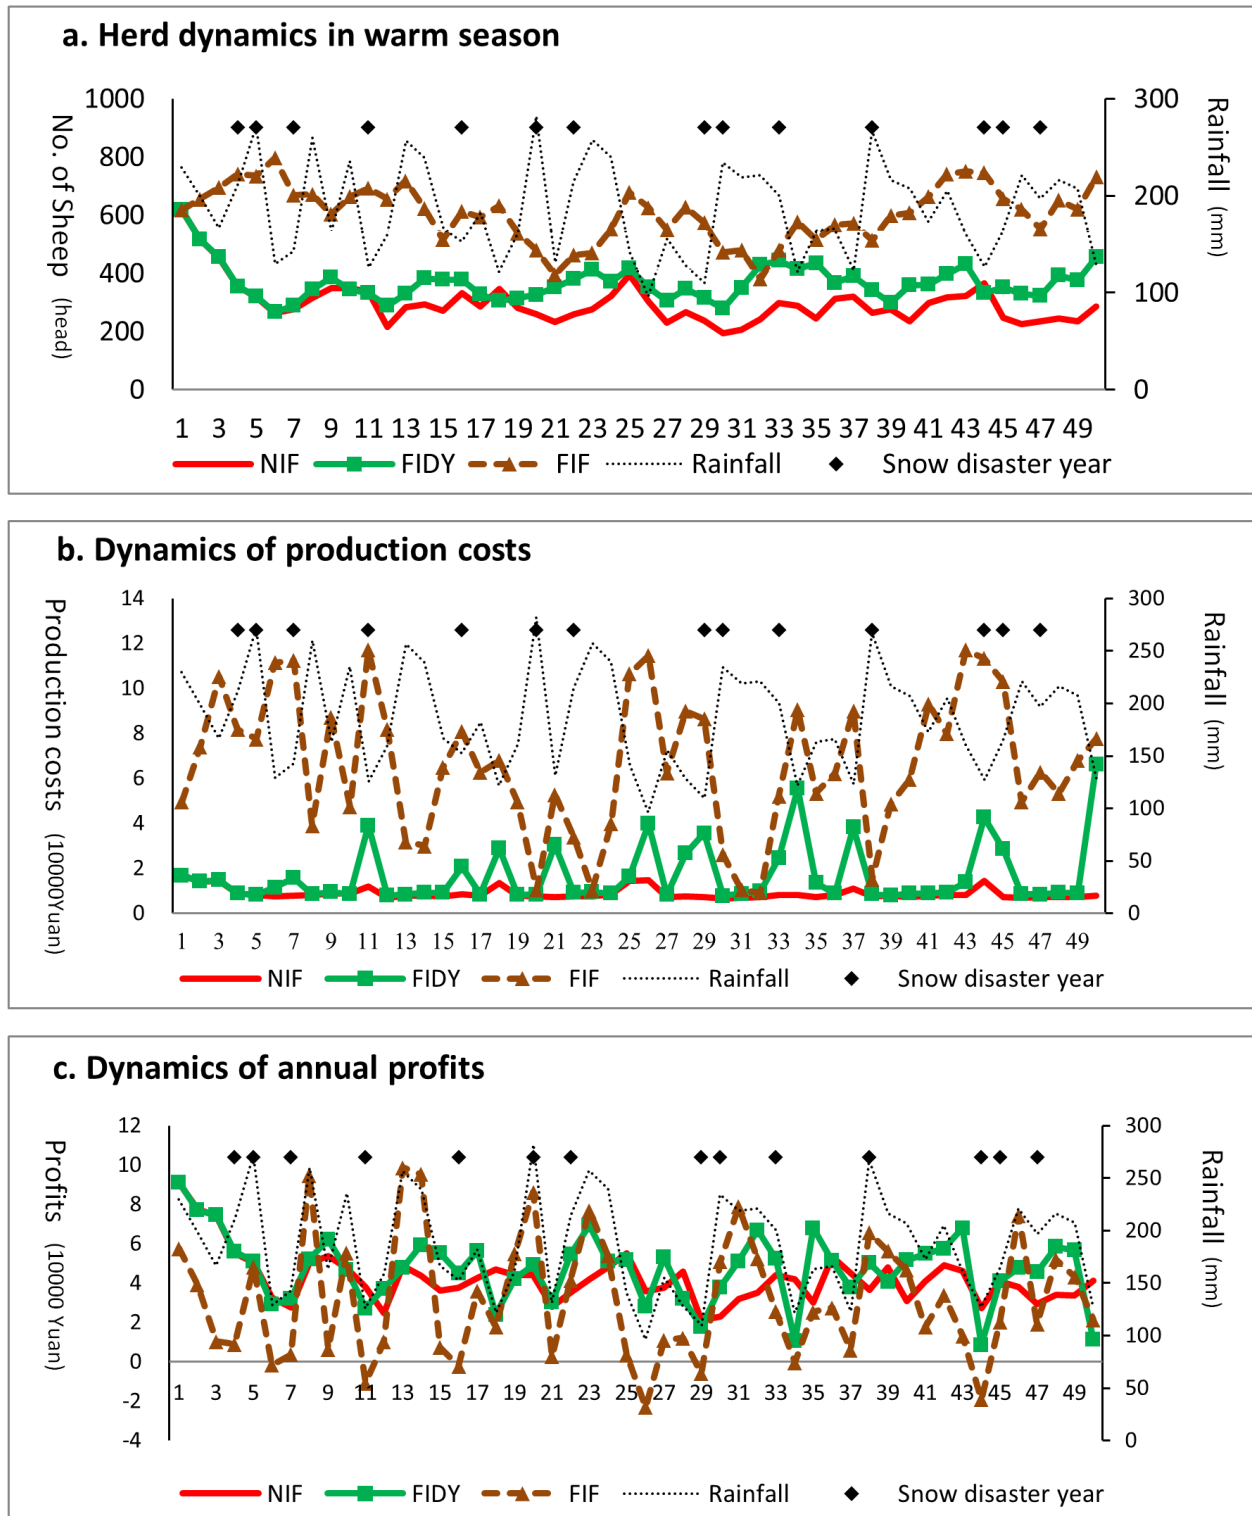 a. Herd dynamics in warm season
No. of Sheep (head)
Rainfall (mm)
1000
800
600
400
200
0
300
200
100
0
1 3 5 7 9 11 13 15 17 19 21 23 25 27 29 31 33 35 37 39 41 43 45 47 49
NIF FIDY FIF Rainfall Snow disaster year
b. Dynamics of production costs
Production costs (10000Yuan)
Rainfall (mm)
14
12
10
8
6
4
2
0
300
250
200
150
100
50
0
1 3 5 7 9 11 13 15 17 19 21 23 25 27 29 31 33 35 37 39 41 43 45 47 49
NIF FIDY FIF Rainfall Snow disaster year
c. Dynamics of annual profits
Profits (10000 Yuan)
Rainfall (mm)
12
10
8
6
4
2
0
-2
-4
300
250
200
150
100
50
0
1 3 5 7 9 11 13 15 17 19 21 23 25 27 29 31 33 35 37 39 41 43 45 47 49
NIF FIDY FIF Rainfall Snow disaster year